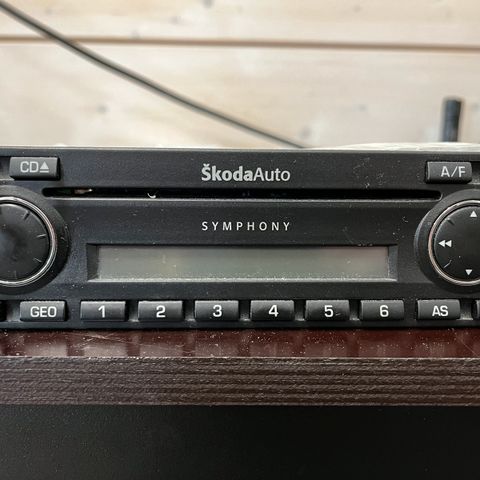 CD⏏
ŠkodaAuto
A/F
SYMPHONY
GEO 1 2 3 4 5 6 AS